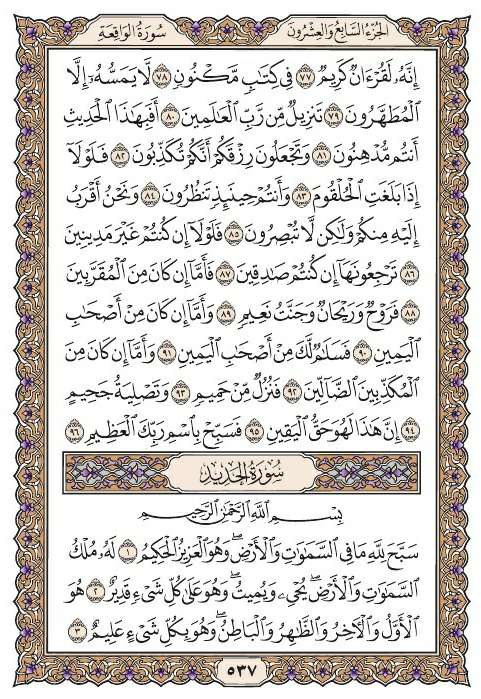 الجزء السابع والعشرون
سورة الواقعة
إِنَّهُۥ لَقُرْءَانٌ كَرِيمٌ ٧٧ فِى كِتَٰبٍ مَّكْنُونٍ ٧٨ لَّا يَمَسُّهُۥٓ إِلَّا
ٱلْمُطَهَّرُونَ ٧٩ تَنزِيلٌ مِّن رَّبِّ ٱلْعَٰلَمِينَ ٨٠ أَفَبِهَٰذَا ٱلْحَدِيثِ
أَنتُم مُّدْهِنُونَ ٨١ وَتَجْعَلُونَ رِزْقَكُمْ أَنَّكُمْ تُكَذِّبُونَ ٨٢ فَلَوْلَآ
إِذَا بَلَغَتِ ٱلْحُلْقُومَ ٨٣ وَأَنتُمْ حِينَئِذٍ تَنظُرُونَ ٨٤ وَنَحْنُ أَقْرَبُ
إِلَيْهِ مِنكُمْ وَلَٰكِن لَّا تُبْصِرُونَ ٨٥ فَلَوْلَآ إِن كُنتُمْ غَيْرَ مَدِينِينَ
٨٦ تَرْجِعُونَهَآ إِن كُنتُمْ صَٰدِقِينَ ٨٧ فَأَمَّآ إِن كَانَ مِنَ ٱلْمُقَرَّبِينَ
٨٨ فَرَوْحٌ وَرَيْحَانٌ وَجَنَّتُ نَعِيمٍ ٨٩ وَأَمَّآ إِن كَانَ مِنْ أَصْحَٰبِ
ٱلْيَمِينِ ٩٠ فَسَلَٰمٌ لَّكَ مِنْ أَصْحَٰبِ ٱلْيَمِينِ ٩١ وَأَمَّآ إِن كَانَ مِنَ
ٱلْمُكَذِّبِينَ ٱلضَّآلِّينَ ٩٢ فَنُزُلٌ مِّنْ حَمِيمٍ ٩٣ وَتَصْلِيَةُ جَحِيمٍ
٩٤ إِنَّ هَٰذَا لَهُوَ حَقُّ ٱلْيَقِينِ ٩٥ فَسَبِّحْ بِٱسْمِ رَبِّكَ ٱلْعَظِيمِ ٩٦
سورة الحديد
بِسْمِ ٱللَّهِ ٱلرَّحْمَٰنِ ٱلرَّحِيمِ
سَبَّحَ لِلَّهِ مَا فِى ٱلسَّمَٰوَٰتِ وَٱلْأَرْضِ ۖ وَهُوَ ٱلْعَزِيزُ ٱلْحَكِيمُ ١ لَهُۥ مُلْكُ
ٱلسَّمَٰوَٰتِ وَٱلْأَرْضِ ۖ يُحْىِۦ وَيُمِيتُ ۖ وَهُوَ عَلَىٰ كُلِّ شَىْءٍ قَدِيرٌ ٢ هُوَ
ٱلْأَوَّلُ وَٱلْءَاخِرُ وَٱلظَّٰهِرُ وَٱلْبَاطِنُ ۖ وَهُوَ بِكُلِّ شَىْءٍ عَلِيمٌ ٣
٥٣٧